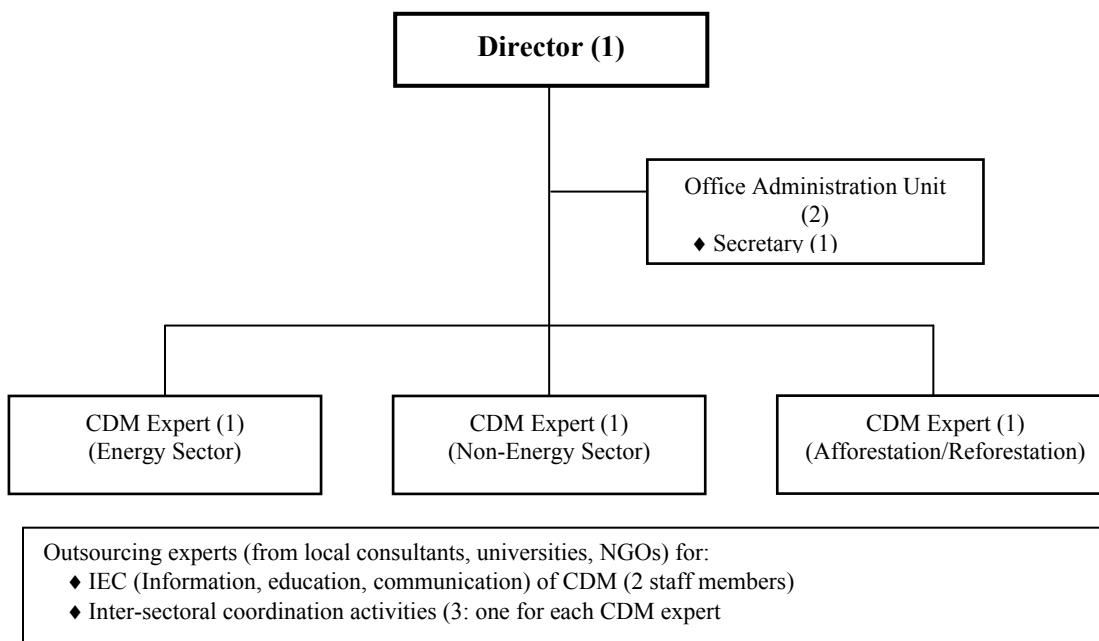 Director (1)
Office Administration Unit
(2)
♦ Secretary (1)
CDM Expert (1)
(Energy Sector)
CDM Expert (1)
(Non-Energy Sector)
CDM Expert (1)
(Afforestation/Reforestation)
Outsourcing experts (from local consultants, universities, NGOs) for:
♦ IEC (Information, education, communication) of CDM (2 staff members)
♦ Inter-sectoral coordination activities (3: one for each CDM expert